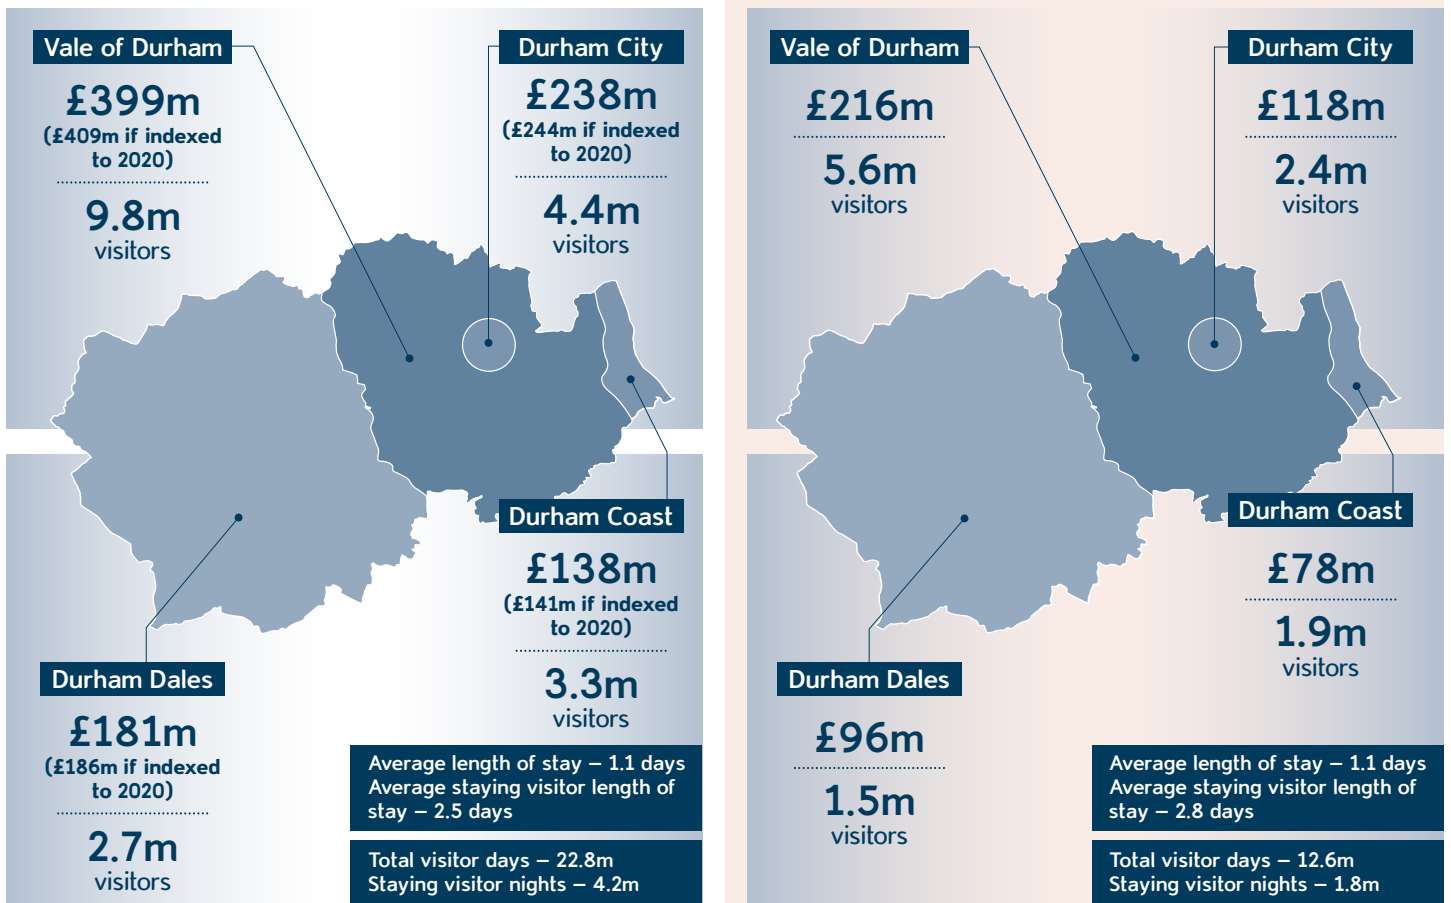 Vale of Durham
£399m
(£409m if indexed
to 2020)
9.8m
visitors
Durham City
£238m
(£244m if indexed
to 2020)
4.4m
visitors
Durham Coast
£138m
(£141m if indexed
to 2020)
3.3m
visitors
Durham Dales
£181m
(£186m if indexed
to 2020)
2.7m
visitors
Average length of stay – 1.1 days
Average staying visitor length of
stay – 2.5 days
Total visitor days – 22.8m
Staying visitor nights – 4.2m
Vale of Durham
£216m
5.6m
visitors
Durham City
£118m
2.4m
visitors
Durham Coast
£78m
1.9m
visitors
Durham Dales
£96m
1.5m
visitors
Average length of stay – 1.1 days
Average staying visitor length of
stay – 2.8 days
Total visitor days – 12.6m
Staying visitor nights – 1.8m